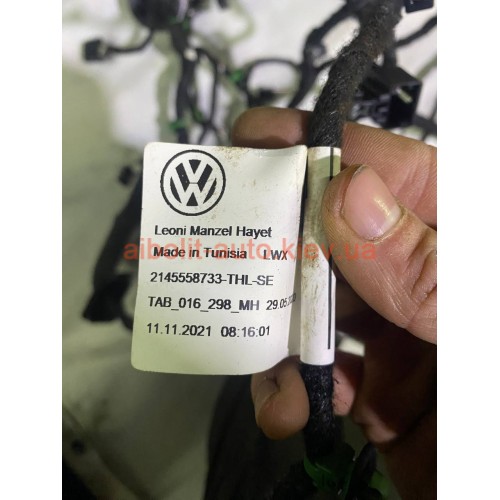 VW
Leoni Manzel Hayet
Made in Tunisia LWX
aibolit-auto.kiev.ua
2145558733-THL-SE
TAB_016_298_MH
11.11.2021 08:16:01